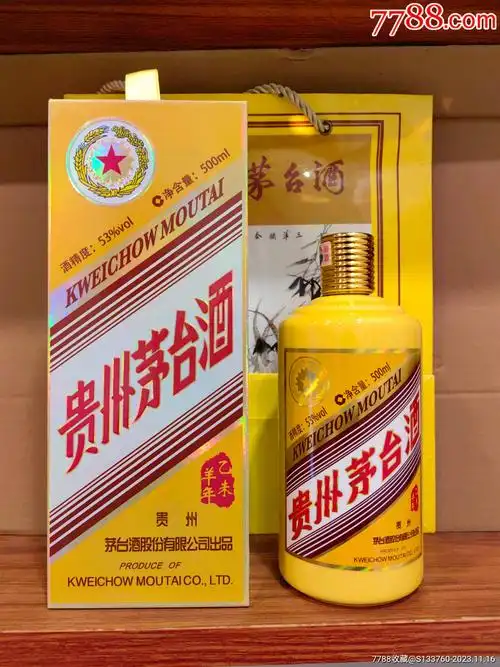 7788.com
净含量:500ml
酒精度:53%vol
KWEICHOW MOUTAI
贵州茅台酒
乙未
羊年
贵州
茅台酒股份有限公司出品
PRODUCE OF
KWEICHOW MOUTAI CO., LTD.
茅台酒
净含量:500ml
酒精度:53%vol
KWEICHOW MOUTAI
贵州茅台酒
7788收藏@S133760-2023.11.16